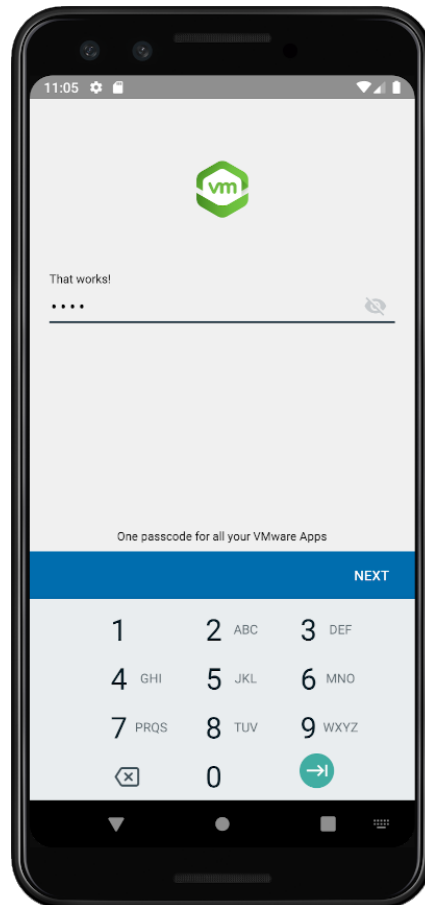 11:05
vm
That works!
••••
One passcode for all your VMware Apps
NEXT
1 2 ABC 3 DEF
4 GHI 5 JKL 6 MNO
7 PRQS 8 TUV 9 WXYZ
0